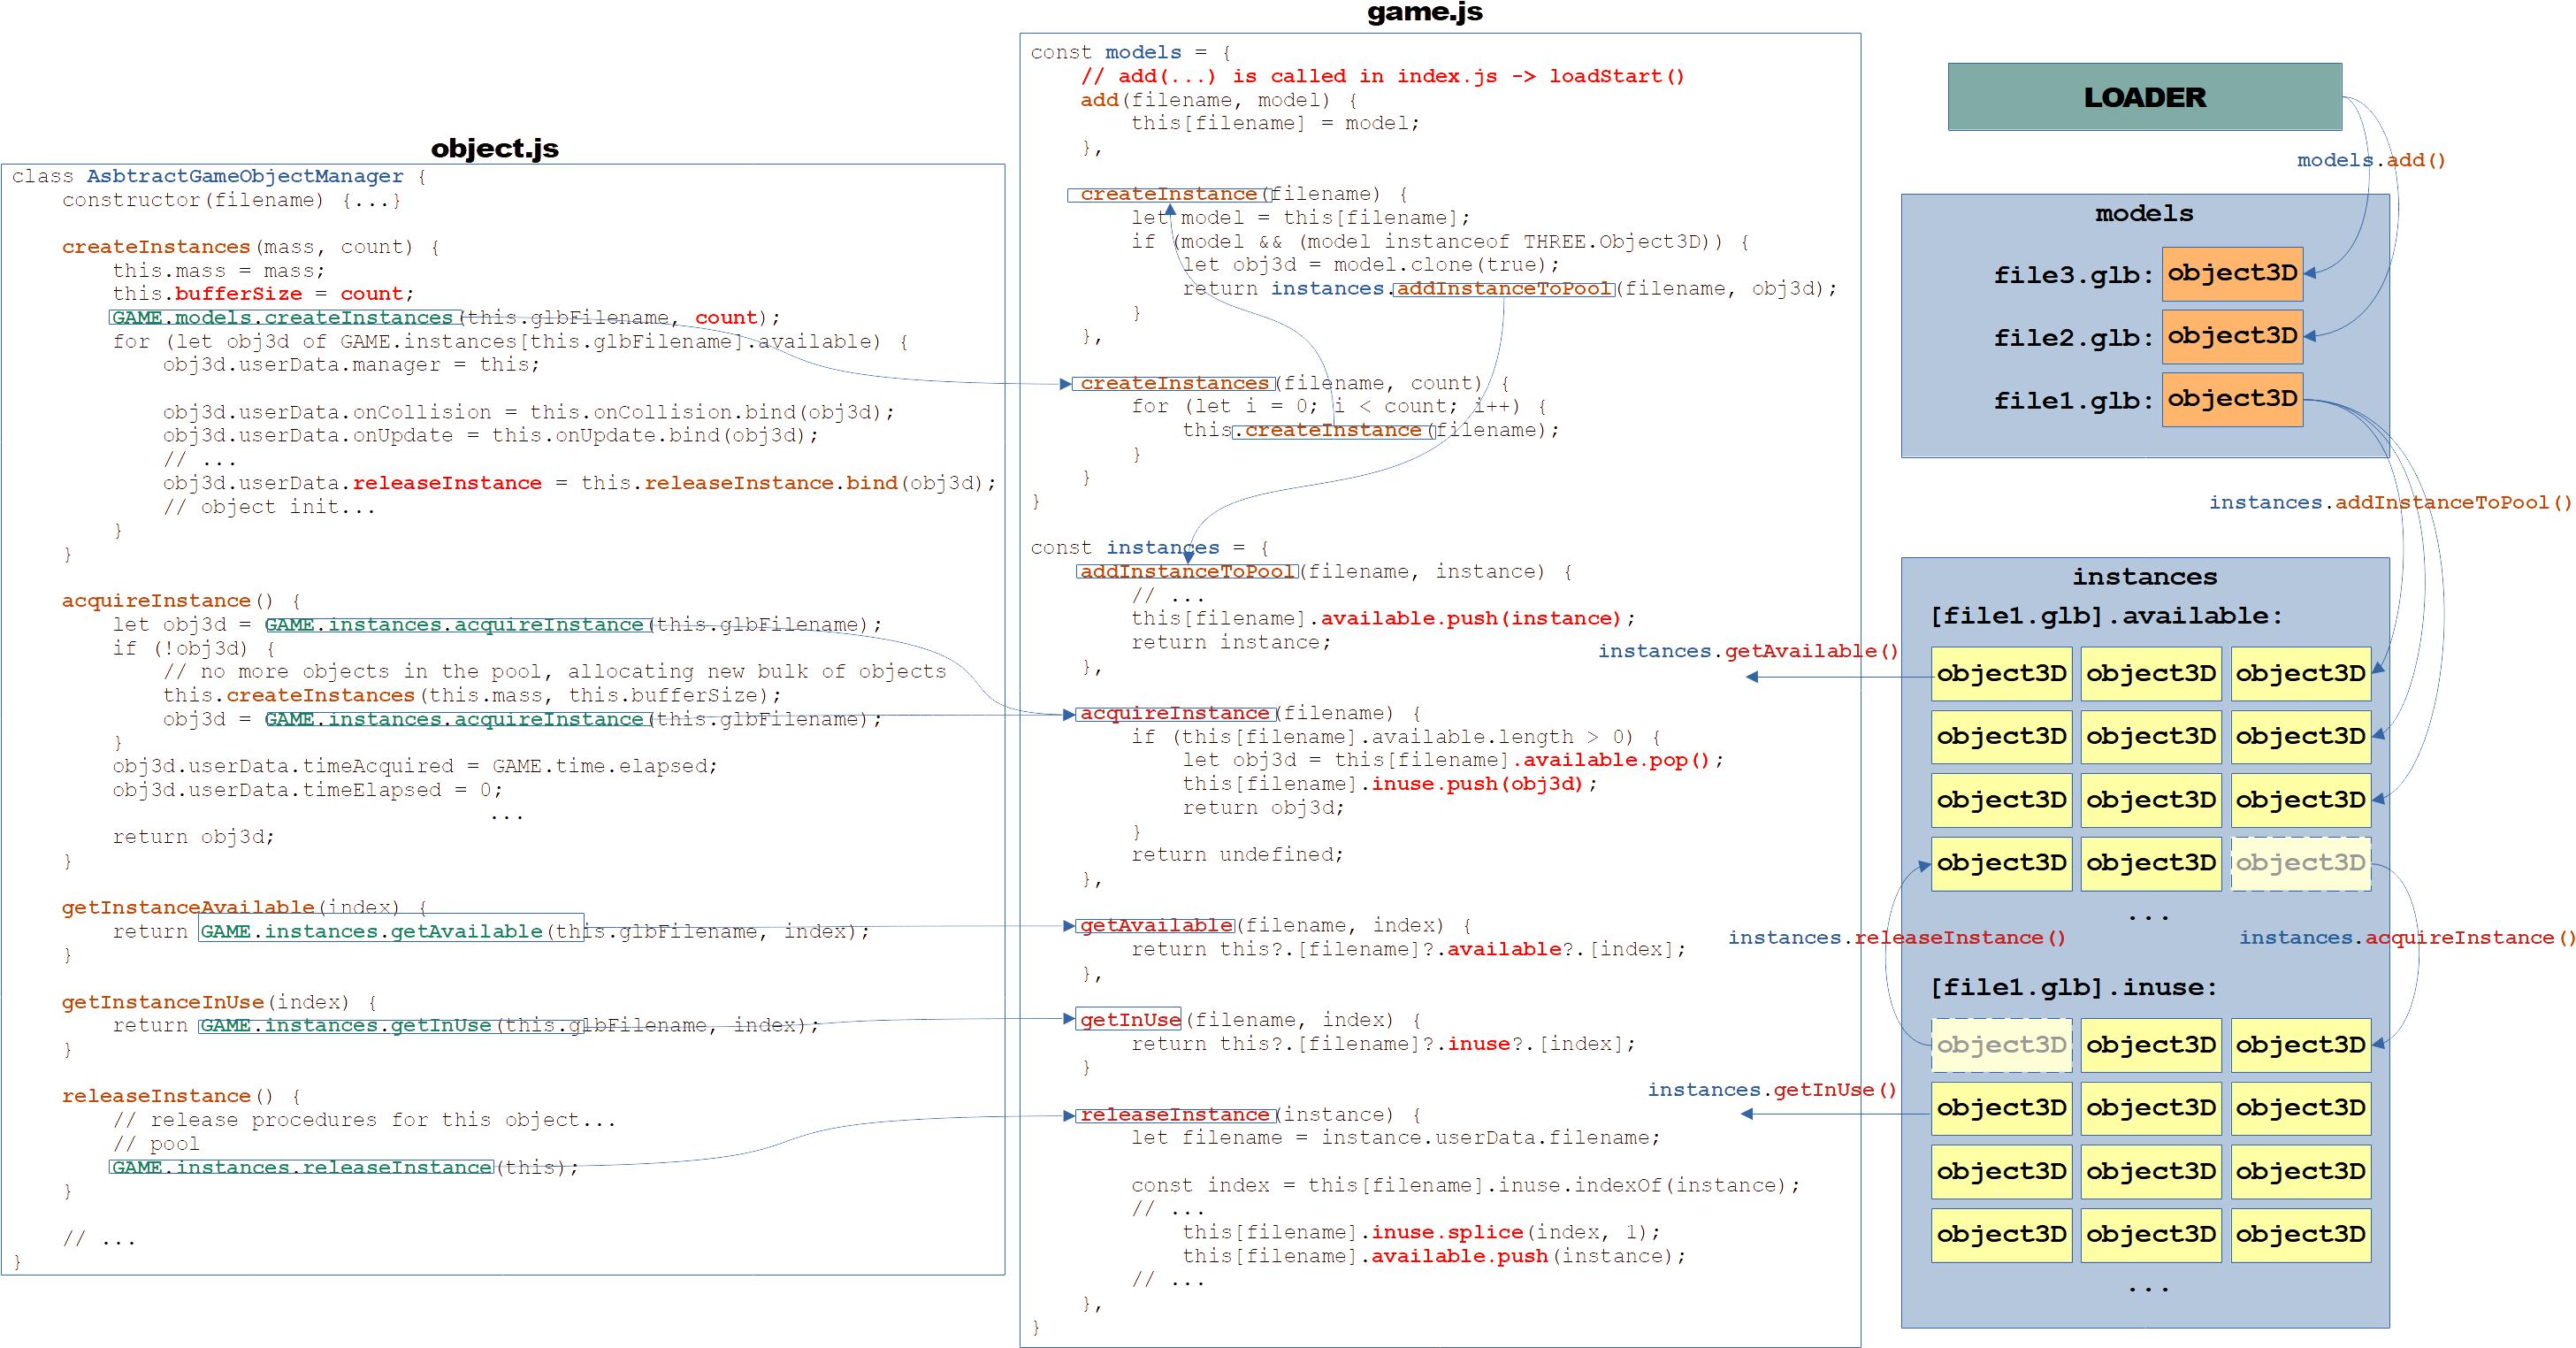 object.js
class AsbtractGameObjectManager {
constructor(filename) {...}
createInstances(mass, count) {
this.mass = mass;
this.bufferSize = count;
GAME.models.createInstances(this.glbFilename, count);
for (let obj3d of GAME.instances[this.glbFilename].available) {
obj3d.userData.manager = this;
obj3d.userData.onCollision = this.onCollision.bind(obj3d);
obj3d.userData.onUpdate = this.onUpdate.bind(obj3d);
// ...
obj3d.userData.releaseInstance = this.releaseInstance.bind(obj3d);
// object init...
}
}
acquireInstance() {
let obj3d = GAME.instances.acquireInstance(this.glbFilename);
if (!obj3d) {
// no more objects in the pool, allocating new bulk of objects
this.createInstances(this.mass, this.bufferSize);
obj3d = GAME.instances.acquireInstance(this.glbFilename);
}
obj3d.userData.timeAcquired = GAME.time.elapsed;
obj3d.userData.timeElapsed = 0;
...
return obj3d;
}
getInstanceAvailable(index) {
return GAME.instances.getAvailable(this.glbFilename, index);
}
getInstanceInUse(index) {
return GAME.instances.getInUse(this.glbFilename, index);
}
releaseInstance() {
// release procedures for this object...
// pool
GAME.instances.releaseInstance(this);
}
// ...
}
game.js
const models = {
// add(...) is called in index.js -> loadStart()
add(filename, model) {
this[filename] = model;
},
createInstance(filename) {
let model = this[filename];
if (model && (model instanceof THREE.Object3D)) {
let obj3d = model.clone(true);
return instances.addInstanceToPool(filename, obj3d);
}
},
createInstances(filename, count) {
for (let i = 0; i < count; i++) {
this.createInstance(filename);
}
}
}
const instances = {
addInstanceToPool(filename, instance) {
// ...
this[filename].available.push(instance);
return instance;
},
acquireInstance(filename) {
if (this[filename].available.length > 0) {
let obj3d = this[filename].available.pop();
this[filename].inuse.push(obj3d);
return obj3d;
}
return undefined;
},
getAvailable(filename, index) {
return this?.[filename]?.available?.[index];
},
getInUse(filename, index) {
return this?.[filename]?.inuse?.[index];
}
releaseInstance(instance) {
let filename = instance.userData.filename;
const index = this[filename].inuse.indexOf(instance);
// ...
this[filename].inuse.splice(index, 1);
this[filename].available.push(instance);
// ...
},
}
LOADER
models.add()
models
file3.glb: object3D
file2.glb: object3D
file1.glb: object3D
instances.addInstanceToPool()
instances
[file1.glb].available:
instances.getAvailable()
object3D object3D object3D
object3D object3D object3D
object3D object3D object3D
object3D object3D object3D
...
instances.releaseInstance() instances.acquireInstance()
[file1.glb].inuse:
object3D object3D object3D
instances.getInUse()
object3D object3D object3D
object3D object3D object3D
object3D object3D object3D
...